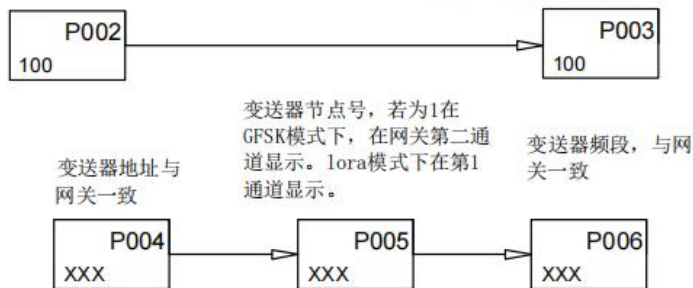 P002
100
P003
100
变送器节点号，若为1在
GFSK模式下，在网关第二通
道显示。lora模式下在第1
通道显示。
变送器地址与
网关一致
变送器频段，与网
关一致
P004
XXX
P005
XXX
P006
XXX